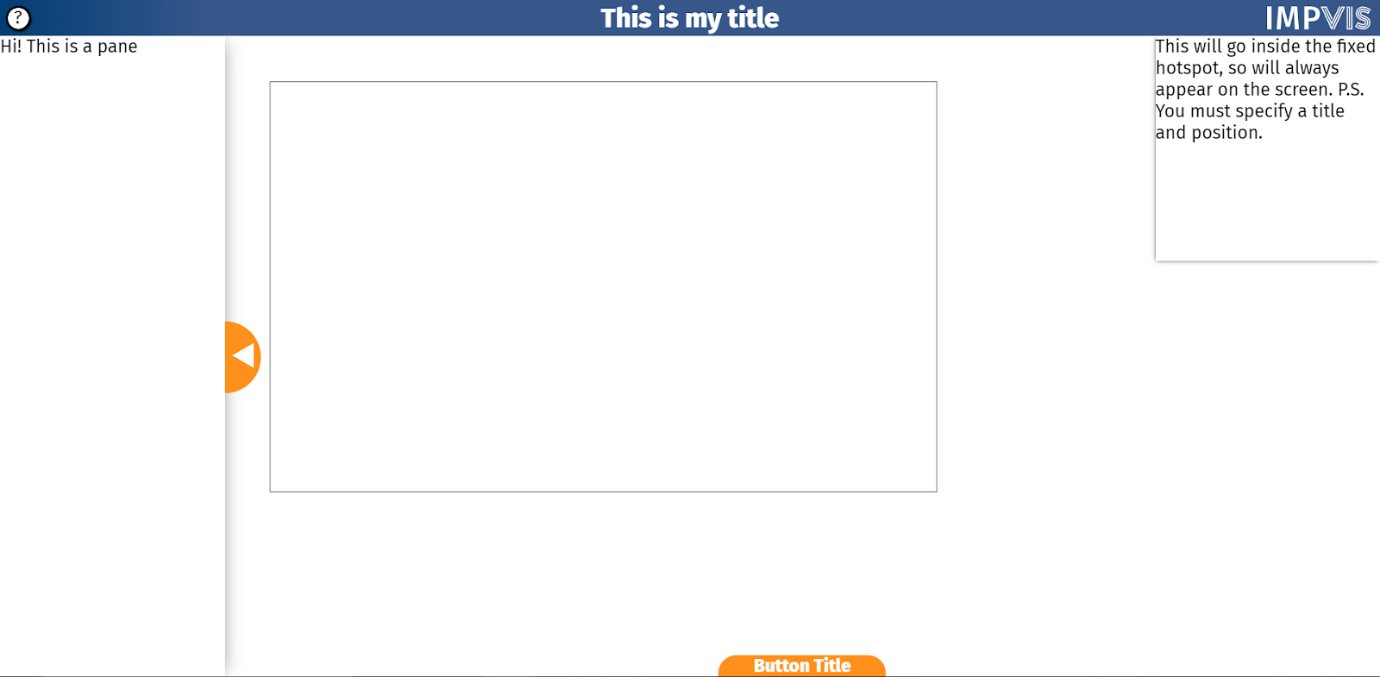 ?
This is my title
IMPVIS
Hi! This is a pane
This will go inside the fixed
hotspot, so will always
appear on the screen. P.S.
You must specify a title
and position.
Button Title